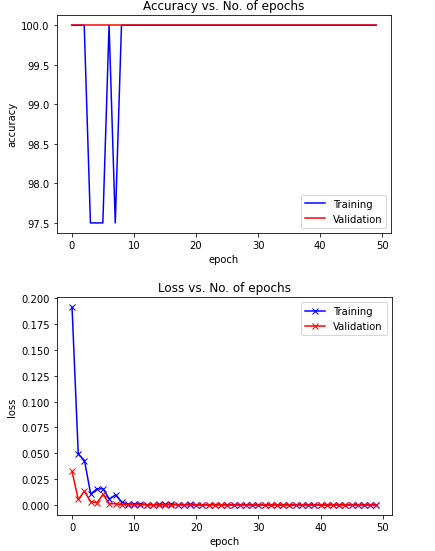 Accuracy vs. No. of epochs
100.0
99.5
99.0
98.5
98.0
97.5
accuracy
0 10 20 30 40 50
epoch
Training
Validation
Loss vs. No. of epochs
0.200
0.175
0.150
0.125
0.100
0.075
0.050
0.025
0.000
loss
0 10 20 30 40 50
epoch
Training
Validation